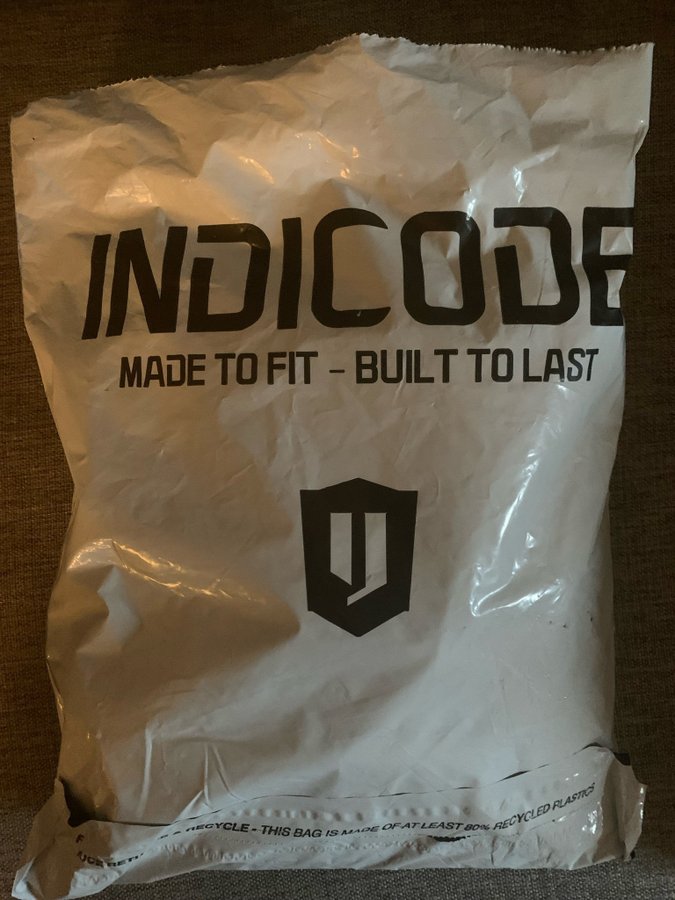 INDICODE
MADE TO FIT - BUILT TO LAST
RECYCLE - THIS BAG IS MADE OF AT LEAST 80% RECYCLED PLASTICS